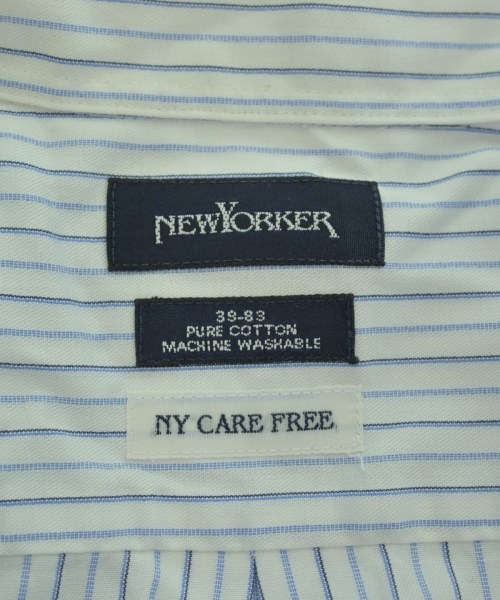 NEWYORKER
39-83
PURE COTTON
MACHINE WASHABLE
NY CARE FREE